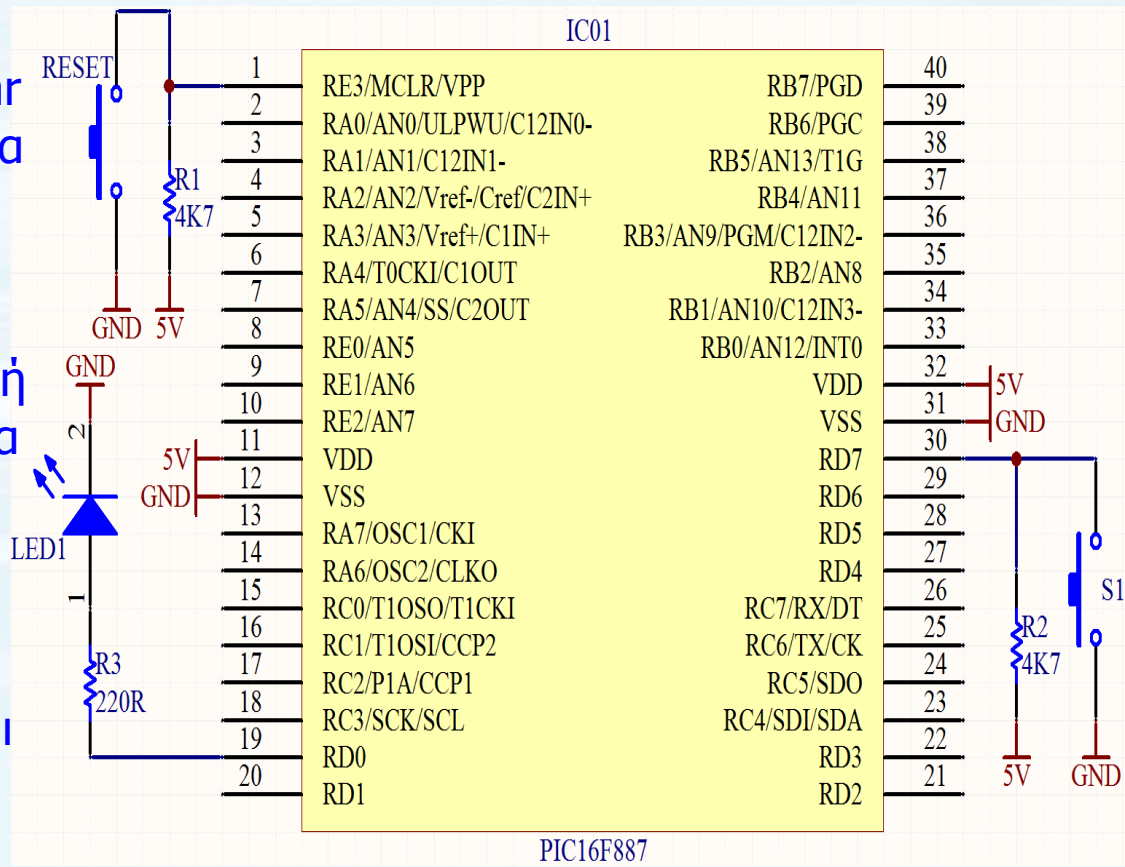 IC01
RESET
1
RE3/MCLR/VPP
RB7/PGD
40
2
RA0/AN0/ULPWU/C12IN0-
RB6/PGC
39
3
RA1/AN1/C12IN1-
RB5/AN13/T1G
38
4
RA2/AN2/Vref-/Cref/C2IN+
RB4/AN11
37
R1
4K7
5
RA3/AN3/Vref+/C1IN+
RB3/AN9/PGM/C12IN2-
36
6
RA4/T0CKI/C1OUT
RB2/AN8
35
7
RA5/AN4/SS/C2OUT
RB1/AN10/C12IN3-
34
GND 5V
8
RE0/AN5
RB0/AN12/INT0
33
GND
9
RE1/AN6
VDD
32
5V
10
RE2/AN7
VSS
31
GND
2
5V
11
VDD
RD7
30
GND
12
VSS
RD6
29
LED1
13
RA7/OSC1/CKI
RD5
28
14
RA6/OSC2/CLKO
RD4
27
1
15
RC0/T1OSO/T1CKI
RC7/RX/DT
26
S1
16
RC1/T1OSI/CCP2
RC6/TX/CK
25
R2
4K7
R3
220R
17
RC2/P1A/CCP1
RC5/SDO
24
18
RC3/SCK/SCL
RC4/SDI/SDA
23
19
RD0
RD3
22
5V
GND
20
RD1
RD2
21
PIC16F887